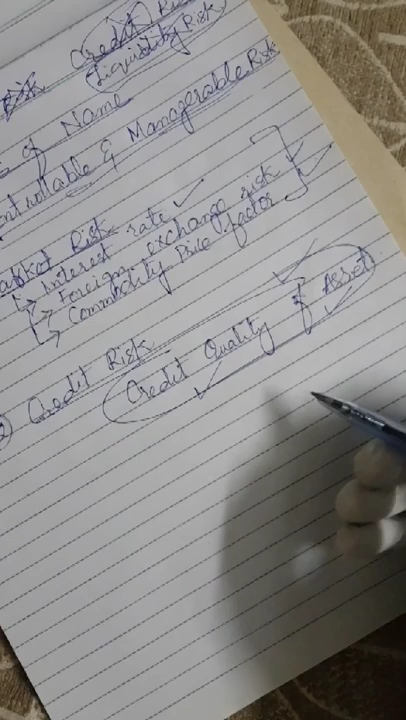 Risk Credit Risk
Liquidity Risk
of Name
Controllable & Manageable Risk
Market Risk
Interest rate
Foreign exchange risk
Commodity Price factor
Credit Risk
Credit Quality of Asset